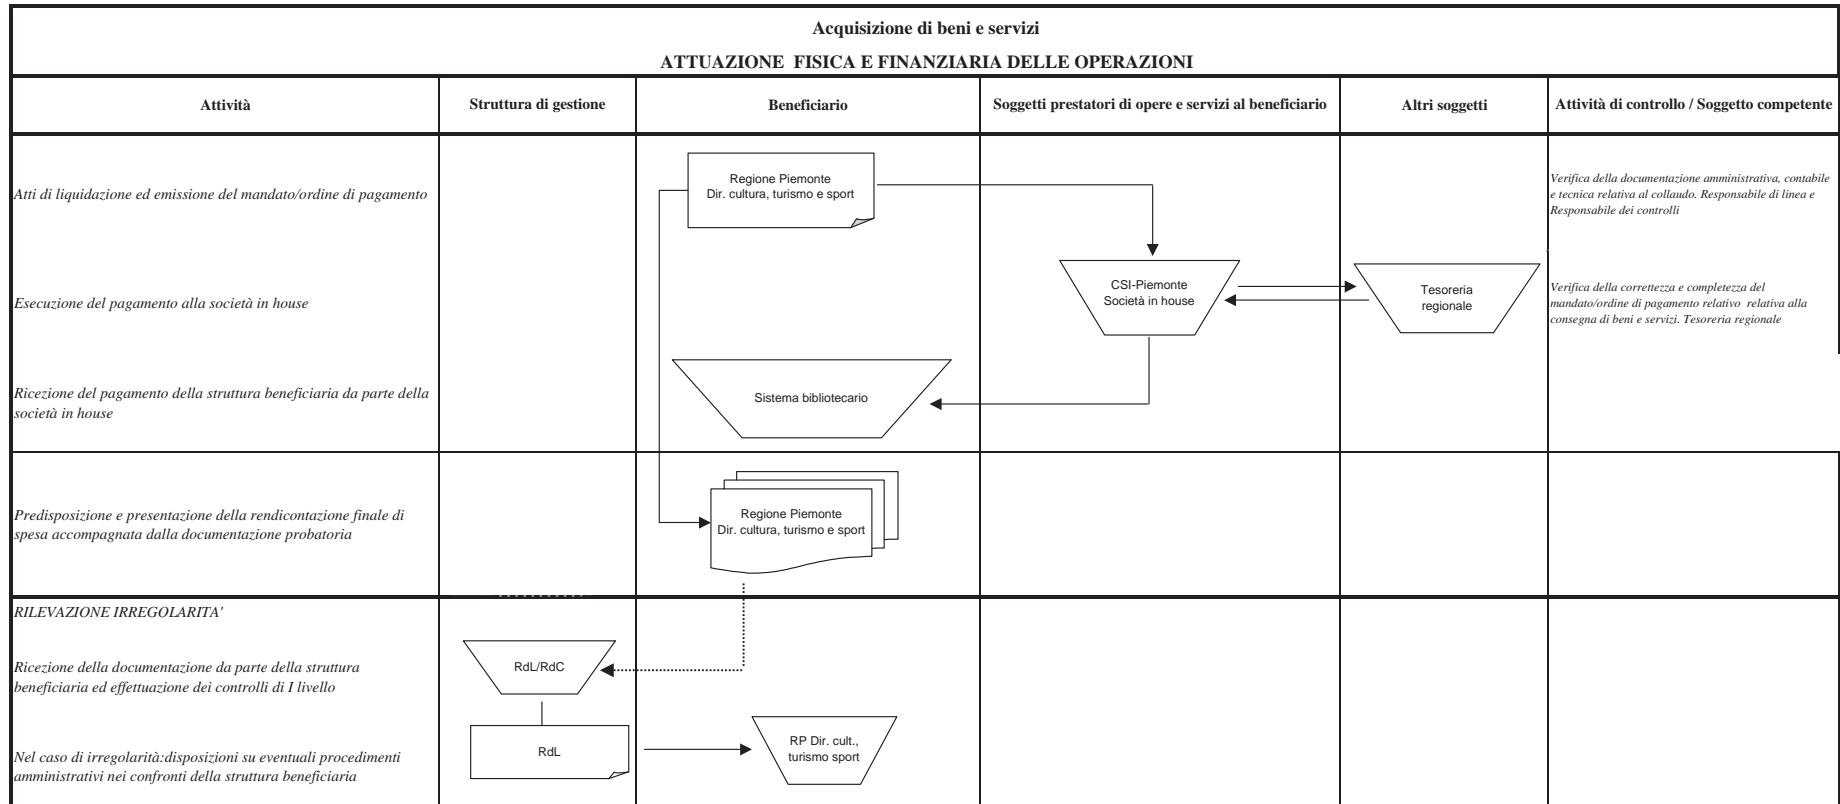 Acquisizione di beni e servizi
ATTUAZIONE FISICA E FINANZIARIA DELLE OPERAZIONI
Attività
Struttura di gestione
Beneficiario
Soggetti prestatori di opere e servizi al beneficiario
Altri soggetti
Attività di controllo / Soggetto competente
Atti di liquidazione ed emissione del mandato/ordine di pagamento
Regione Piemonte
Dir. cultura, turismo e sport
Verifica della documentazione amministrativa, contabile
e tecnica relativa al collaudo. Responsabile di linea e
Responsabile dei controlli
Esecuzione del pagamento alla società in house
CSI-Piemonte
Società in house
Tesoreria
regionale
Verifica della correttezza e completezza del
mandato/ordine di pagamento relativo relativa alla
consegna di beni e servizi. Tesoreria regionale
Ricezione del pagamento della struttura beneficiaria da parte della
società in house
Sistema bibliotecario
Predisposizione e presentazione della rendicontazione finale di
spesa accompagnata dalla documentazione probatoria
Regione Piemonte
Dir. cultura, turismo e sport
RILEVAZIONE IRREGOLARITA'
Ricezione della documentazione da parte della struttura
beneficiaria ed effettuazione dei controlli di I livello
RdL/RdC
Nel caso di irregolarità:disposizioni su eventuali procedimenti
amministrativi nei confronti della struttura beneficiaria
RdL
RP Dir. cult.,
turismo sport